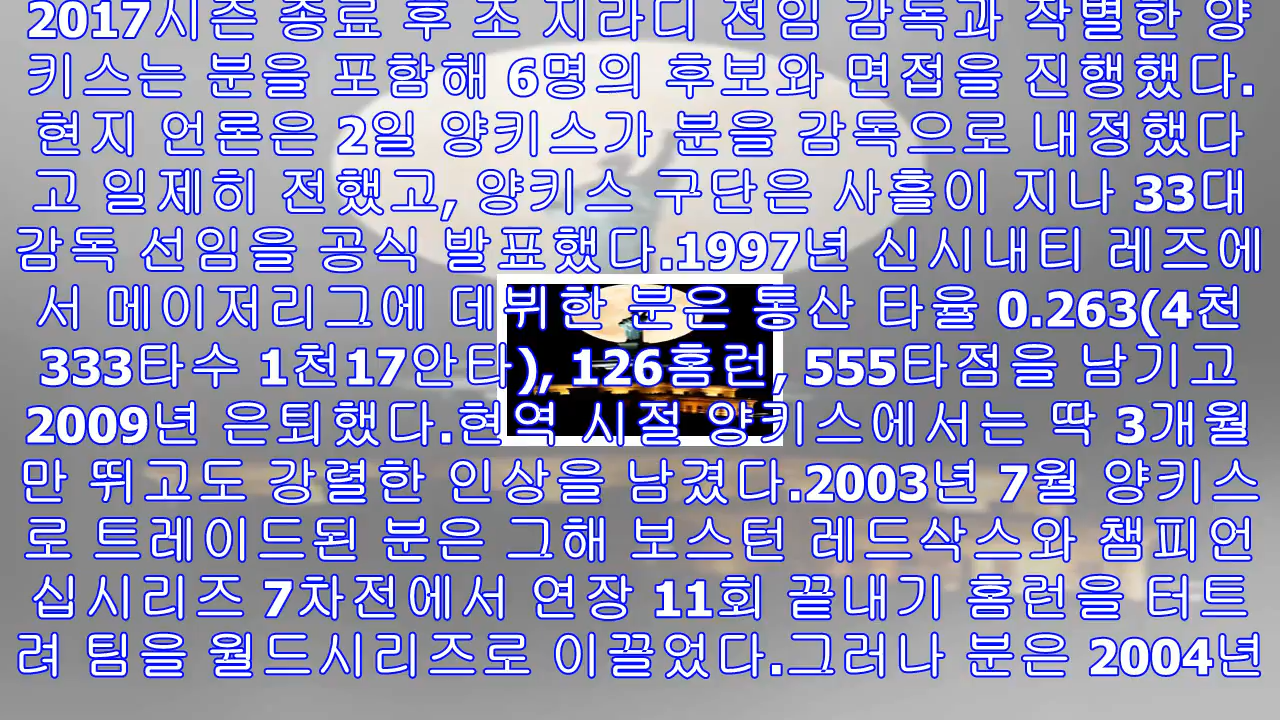 2017시즌 종료 후 조 지라디 전임 감독과 작별한 양
키스는 분을 포함해 6명의 후보와 면접을 진행했다.
현지 언론은 2일 양키스가 분을 감독으로 내정했다
고 일제히 전했고, 양키스 구단은 사흘이 지나 33대
감독 선임을 공식 발표했다.1997년 신시내티 레즈에
서 메이저리그에 데뷔한 분은 통산 타율 0.263(4천
333타수 1천17안타), 126홈런, 555타점을 남기고
2009년 은퇴했다.현역 시절 양키스에서는 딱 3개월
만 뛰고도 강렬한 인상을 남겼다.2003년 7월 양키스
로 트레이드된 분은 그해 보스턴 레드삭스와 챔피언
십시리즈 7차전에서 연장 11회 끝내기 홈런을 터트
려 팀을 월드시리즈로 이끌었다.그러나 분은 2004년